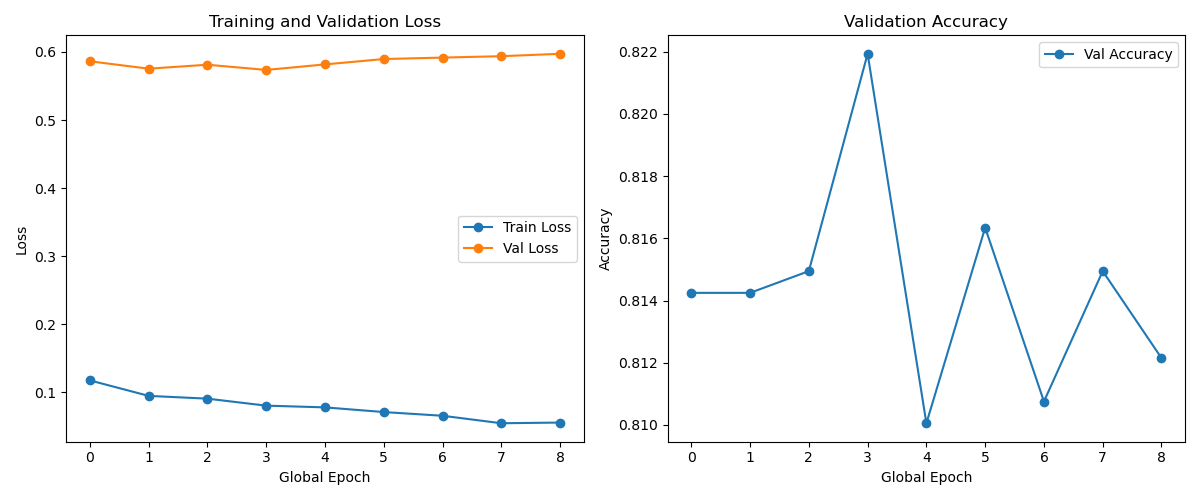 Training and Validation Loss
0.6
0.5
0.4
0.3
0.2
0.1
Loss
Train Loss
Val Loss
0 1 2 3 4 5 6 7 8
Global Epoch
Validation Accuracy
0.822
0.820
0.818
0.816
0.814
0.812
0.810
Accuracy
Val Accuracy
0 1 2 3 4 5 6 7 8
Global Epoch